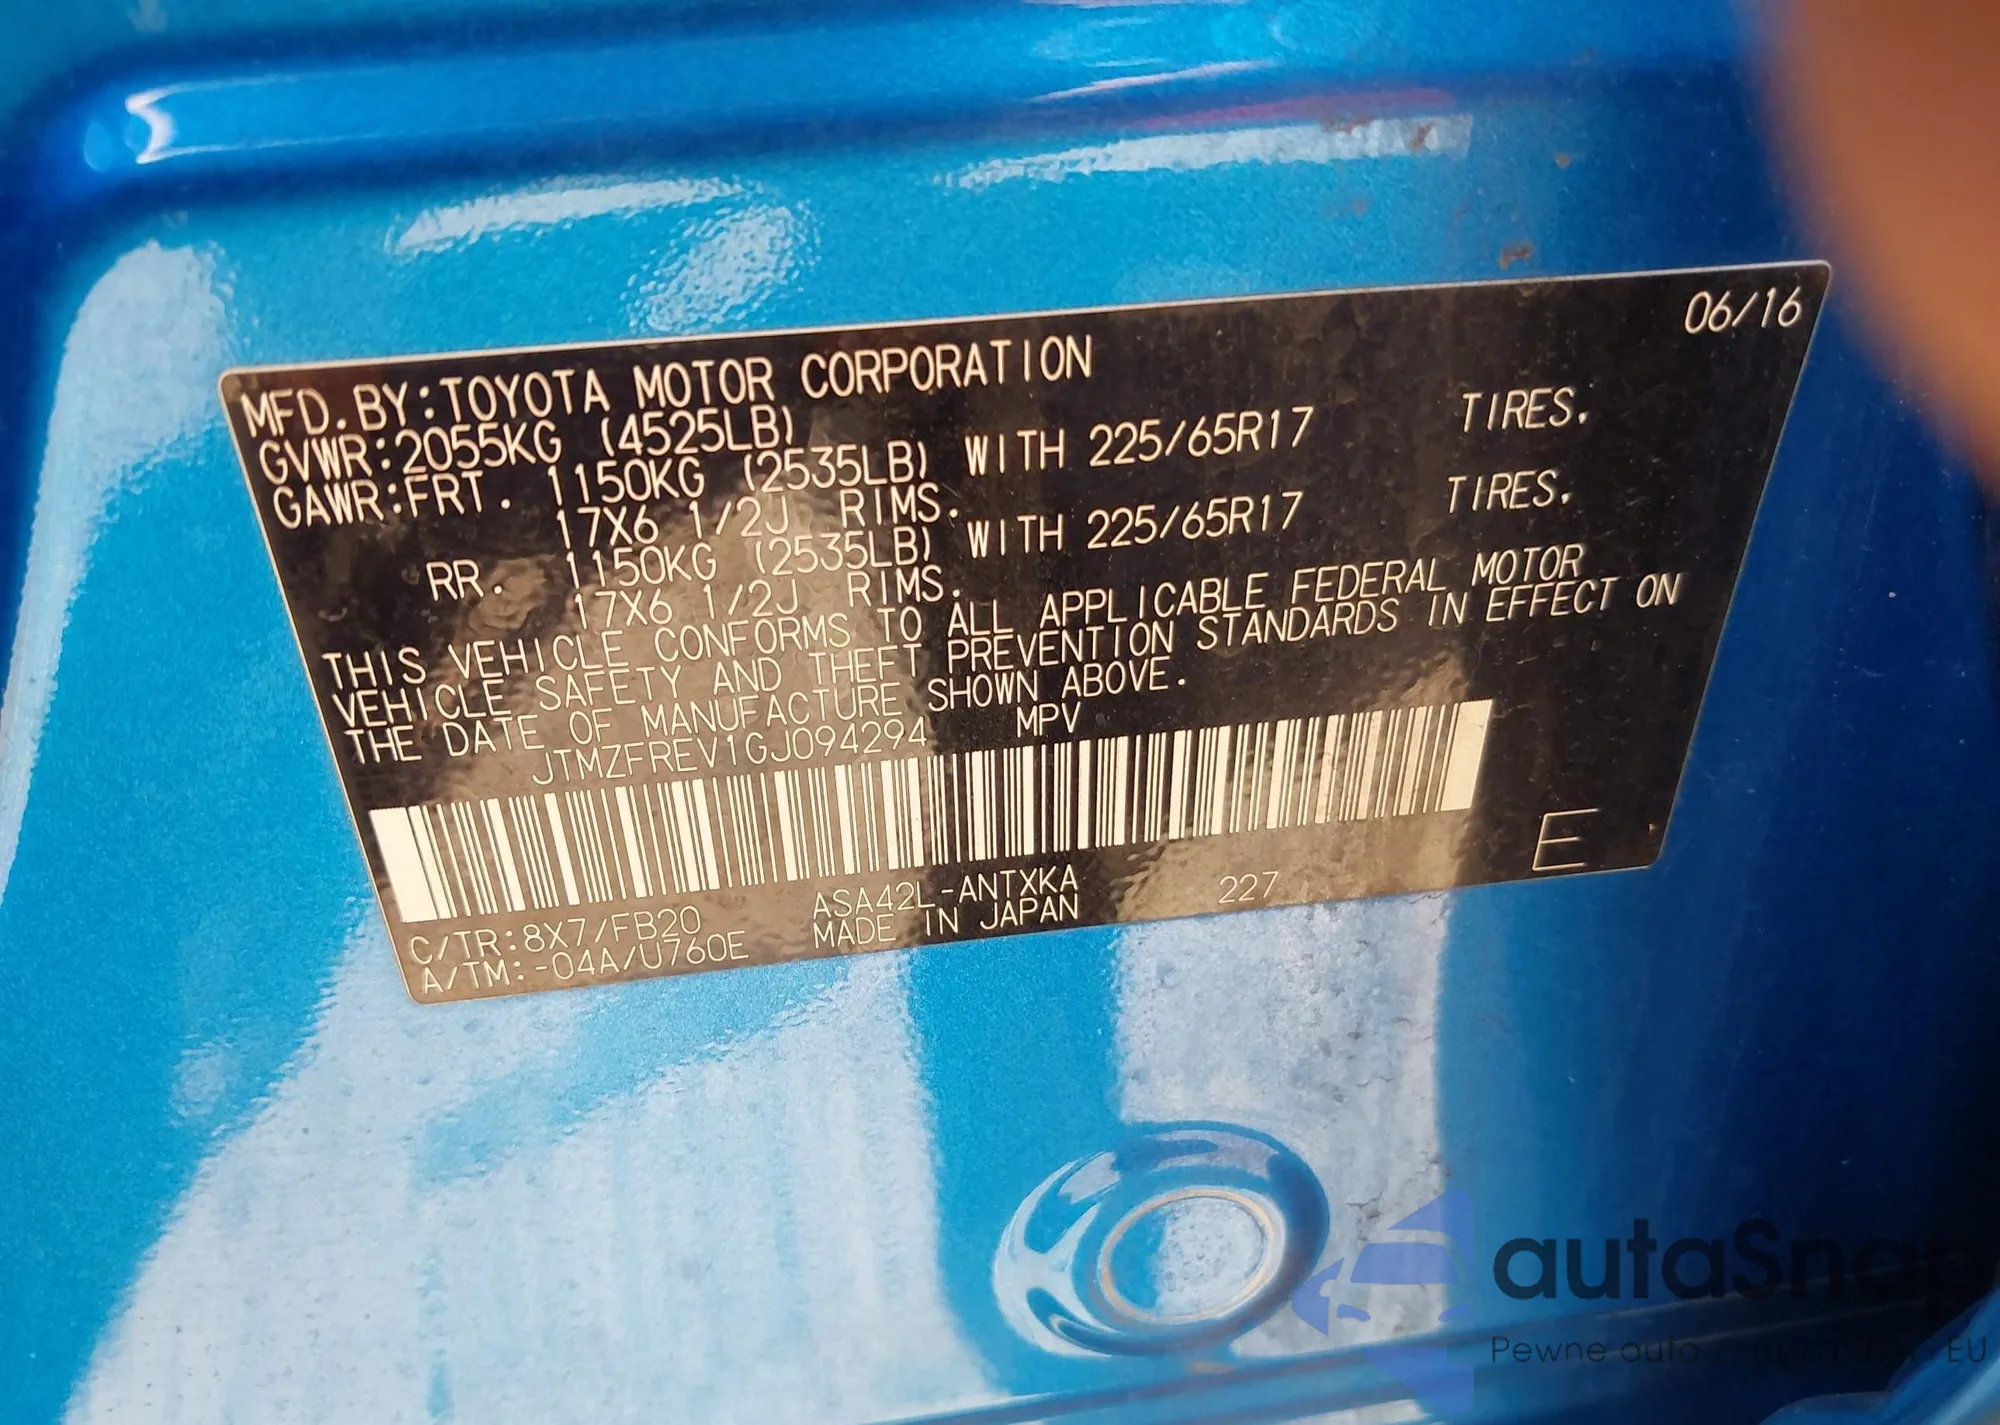 06/16
MFD.BY:TOYOTA MOTOR CORPORATION
GVWR:2055KG (4525LB)
GAWR:FRT. 1150KG (2535LB) WITH 225/65R17 TIRES,
17X6 1/2J RIMS.
RR. 1150KG (2535LB) WITH 225/65R17 TIRES,
17X6 1/2J RIMS.
THIS VEHICLE CONFORMS TO ALL APPLICABLE FEDERAL MOTOR
VEHICLE SAFETY AND THEFT PREVENTION STANDARDS IN EFFECT ON
THE DATE OF MANUFACTURE SHOWN ABOVE.
JTMZFREV1GJ094294 MPV
E
C/TR:8X7/FB20 ASA42L-ANTXKA 227
A/TM:-04A/U760E MADE IN JAPAN
autaSnap
Pewne auta EU